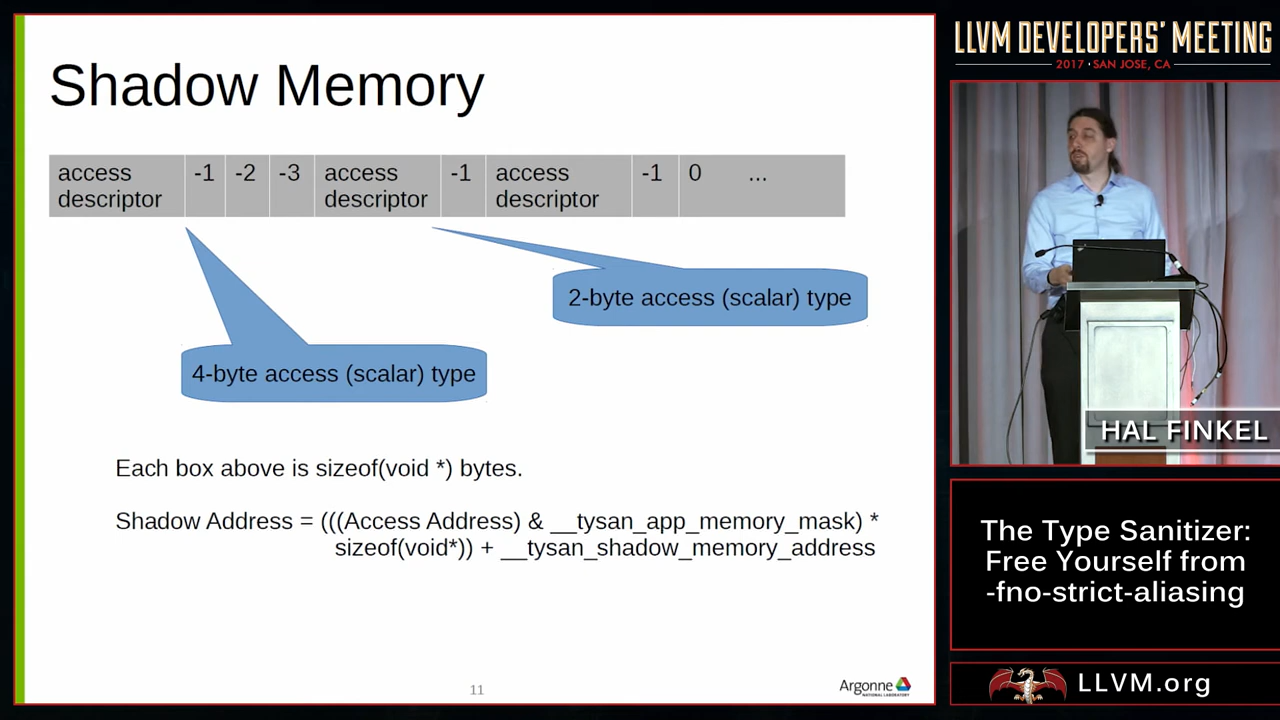 Shadow Memory
access descriptor -1 -2 -3 access descriptor -1 access descriptor -1 0 ...
2-byte access (scalar) type
4-byte access (scalar) type
Each box above is sizeof(void *) bytes.
Shadow Address = (((Access Address) & __tysan_app_memory_mask) *
sizeof(void*)) + __tysan_shadow_memory_address
11
Argonne
NATIONAL LABORATORY
LLVM DEVELOPERS' MEETING
2017 · SAN JOSE, CA
HAL FINKEL
The Type Sanitizer:
Free Yourself from
-fno-strict-aliasing
LLVM.org